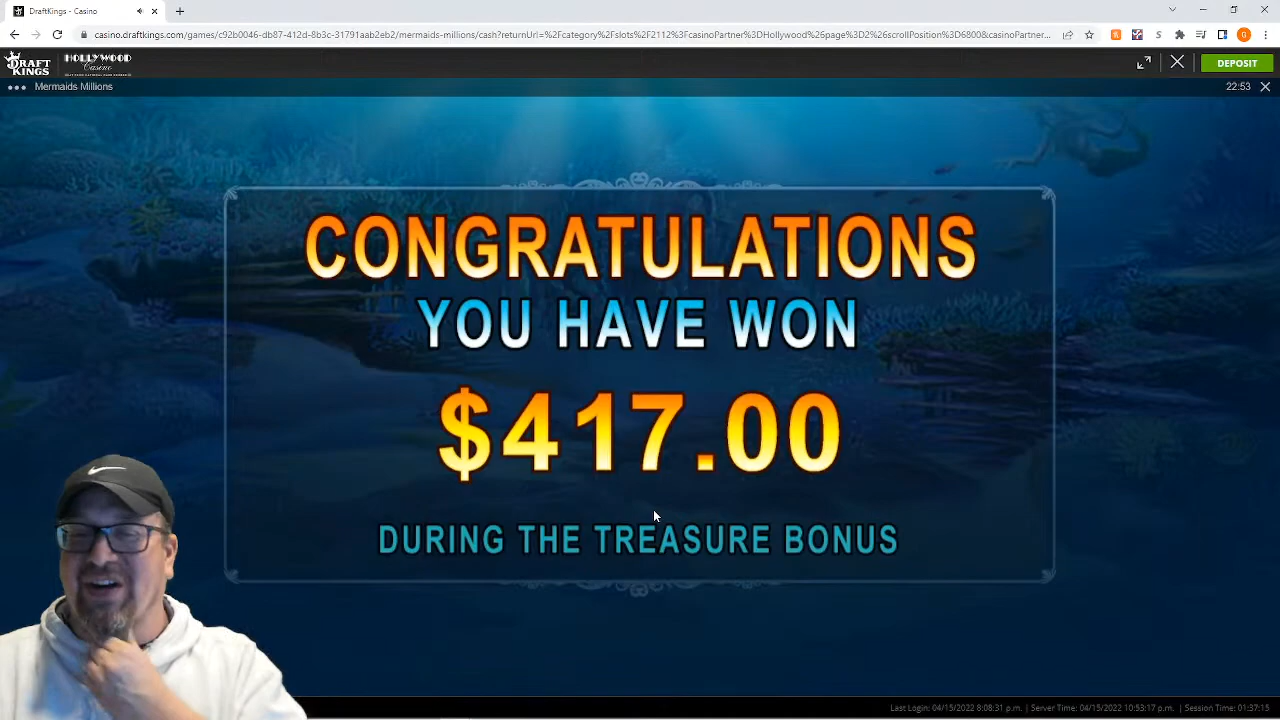 DraftKings - Casino
casino.draftkings.com/games/c92b0046-db87-412d-8b3c-31791aab2eb2/mermaids-millions/cash?returnUrl=%2Fcategory%2Fslots%2F2112%3FcasinoPartner%3DHollywood%26page%3D2%26scrollPosition%3D6800&casinoPartner...
DRAFT KINGS
HOLLYWOOD Casino
DEPOSIT
Mermaids Millions
22:53
CONGRATULATIONS
YOU HAVE WON
$417.00
DURING THE TREASURE BONUS
Last Login: 04/15/2022 8:08:31 p.m. | Server Time: 04/15/2022 10:53:17 p.m. | Session Time: 01:37:15